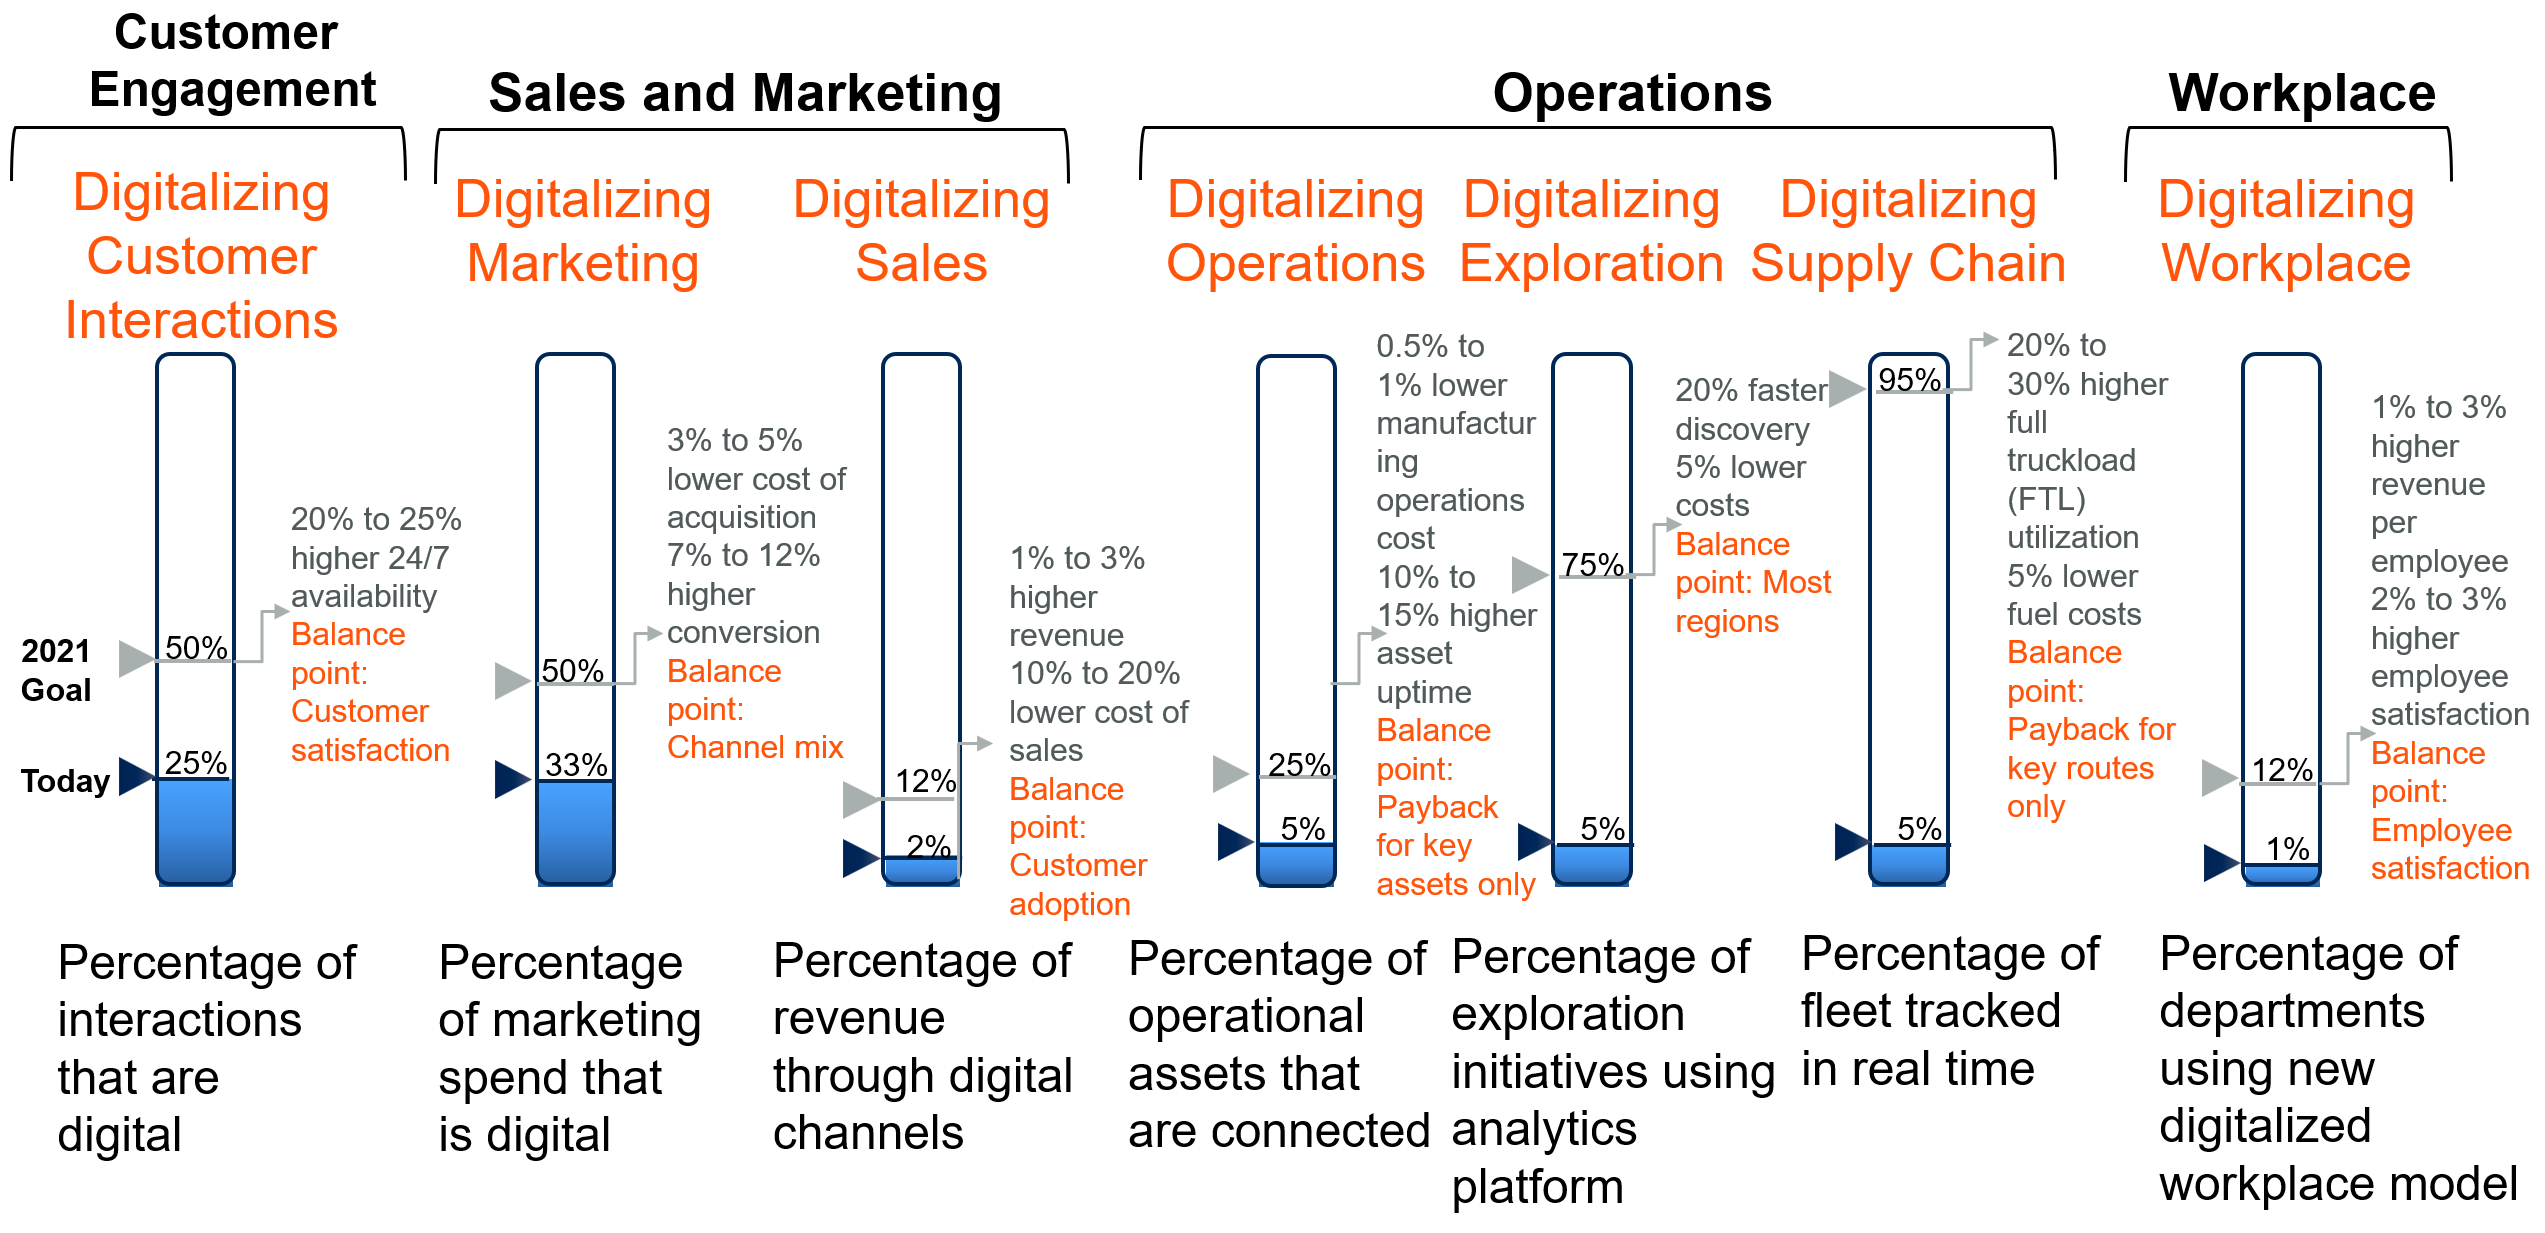 Customer
Engagement
Sales and Marketing
Operations
Workplace
Digitalizing
Customer
Interactions
Digitalizing
Marketing
Digitalizing
Sales
Digitalizing
Operations
Digitalizing
Exploration
Digitalizing
Supply Chain
Digitalizing
Workplace
2021
Goal
Today
50%
25%
20% to 25%
higher 24/7
availability
Balance
point:
Customer
satisfaction
50%
33%
3% to 5%
lower cost of
acquisition
7% to 12%
higher
conversion
Balance
point:
Channel mix
12%
2%
1% to 3%
higher
revenue
10% to 20%
lower cost of
sales
Balance
point:
Customer
adoption
25%
5%
0.5% to
1% lower
manufactur
ing
operations
cost
10% to
15% higher
asset
uptime
Balance
point:
Payback
for key
assets only
75%
5%
20% faster
discovery
5% lower
costs
Balance
point: Most
regions
95%
5%
20% to
30% higher
full
truckload
(FTL)
utilization
5% lower
fuel costs
Balance
point:
Payback for
key routes
only
12%
1%
1% to 3%
higher
revenue
per
employee
2% to 3%
higher
employee
satisfaction
Balance
point:
Employee
satisfaction
Percentage of
interactions
that are
digital
Percentage
of marketing
spend that
is digital
Percentage of
revenue
through digital
channels
Percentage of
operational
assets that
are connected
Percentage of
exploration
initiatives using
analytics
platform
Percentage of
fleet tracked
in real time
Percentage of
departments
using new
digitalized
workplace model